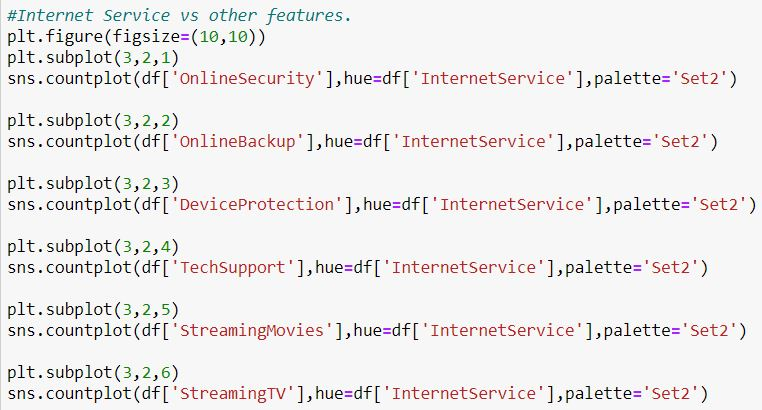 #Internet Service vs other features.
plt.figure(figsize=(10,10))
plt.subplot(3,2,1)
sns.countplot(df['OnlineSecurity'],hue=df['InternetService'],palette='Set2')
plt.subplot(3,2,2)
sns.countplot(df['OnlineBackup'],hue=df['InternetService'],palette='Set2')
plt.subplot(3,2,3)
sns.countplot(df['DeviceProtection'],hue=df['InternetService'],palette='Set2')
plt.subplot(3,2,4)
sns.countplot(df['TechSupport'],hue=df['InternetService'],palette='Set2')
plt.subplot(3,2,5)
sns.countplot(df['StreamingMovies'],hue=df['InternetService'],palette='Set2')
plt.subplot(3,2,6)
sns.countplot(df['StreamingTV'],hue=df['InternetService'],palette='Set2')